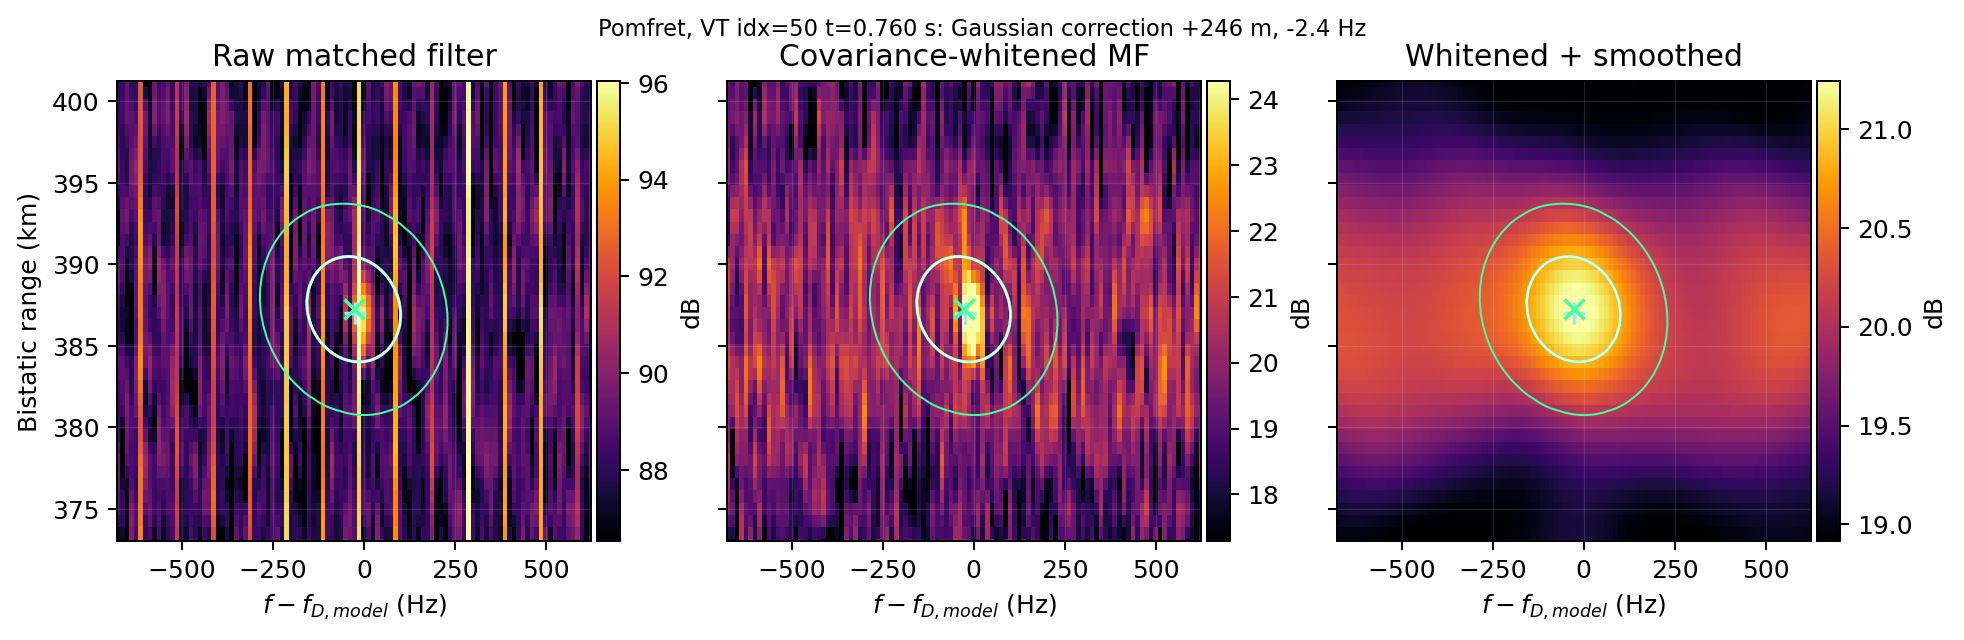 Pomfret, VT idx=50 t=0.760 s: Gaussian correction +246 m, -2.4 Hz
Raw matched filter
Covariance-whitened MF
Whitened + smoothed
Bistatic range (km)
400
395
390
385
380
375
−500 −250 0 250 500
f − f_{D, model} (Hz)
96
94
92
90
88
dB
−500 −250 0 250 500
f − f_{D, model} (Hz)
24
23
22
21
20
19
18
dB
−500 −250 0 250 500
f − f_{D, model} (Hz)
21.0
20.5
20.0
19.5
19.0
dB